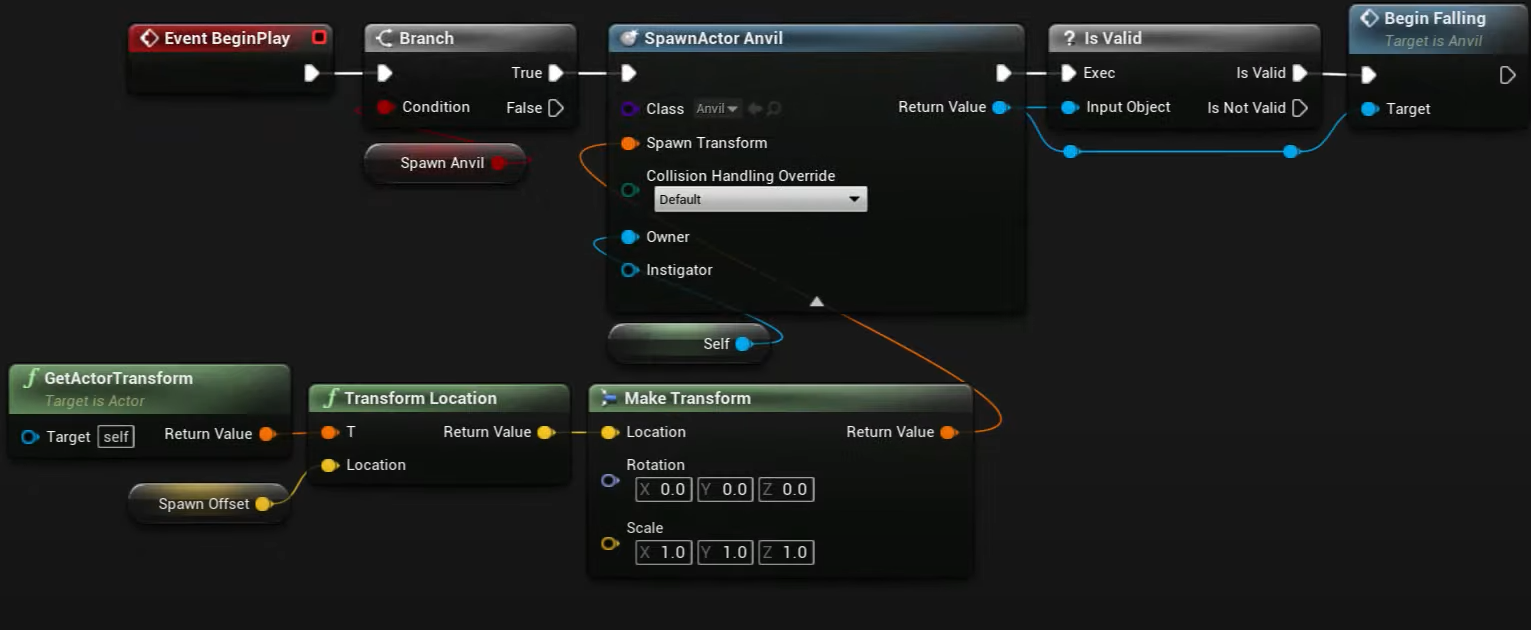 Event BeginPlay
Branch
True
Condition
False
Spawn Anvil
SpawnActor Anvil
Class Anvil
Return Value
Spawn Transform
Collision Handling Override
Default
Owner
Instigator
Is Valid
Exec
Is Valid
Input Object
Is Not Valid
Begin Falling
Target is Anvil
Target
Self
GetActorTransform
Target is Actor
Target self
Return Value
Spawn Offset
Transform Location
T
Return Value
Location
Make Transform
Location
Return Value
Rotation
X 0.0 Y 0.0 Z 0.0
Scale
X 1.0 Y 1.0 Z 1.0